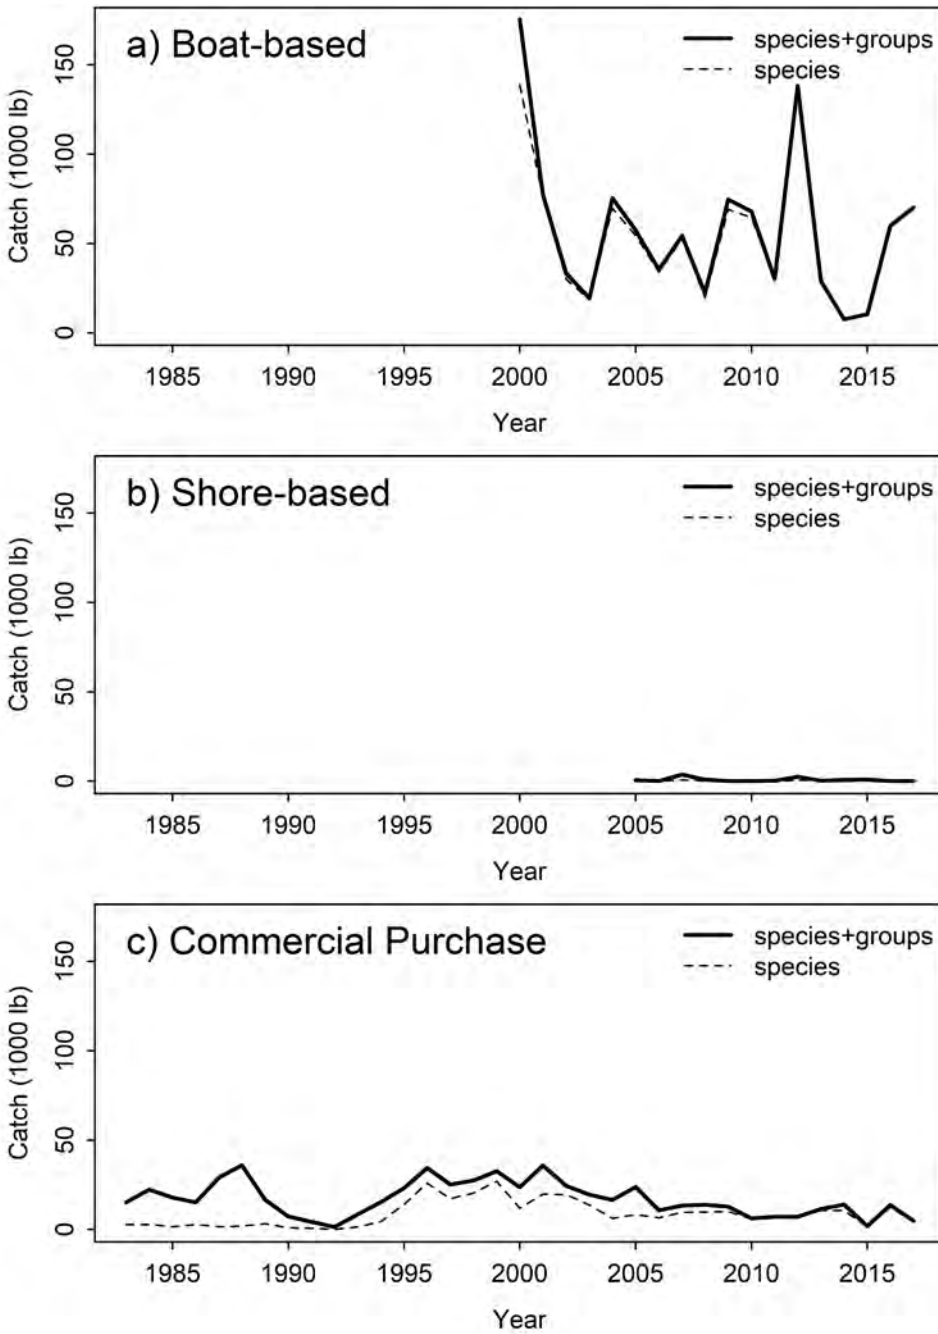 a) Boat-based
species+groups
species
Catch (1000 lb)
150
100
50
0
1985 1990 1995 2000 2005 2010 2015
Year
b) Shore-based
species+groups
species
Catch (1000 lb)
150
100
50
0
1985 1990 1995 2000 2005 2010 2015
Year
c) Commercial Purchase
species+groups
species
Catch (1000 lb)
150
100
50
0
1985 1990 1995 2000 2005 2010 2015
Year